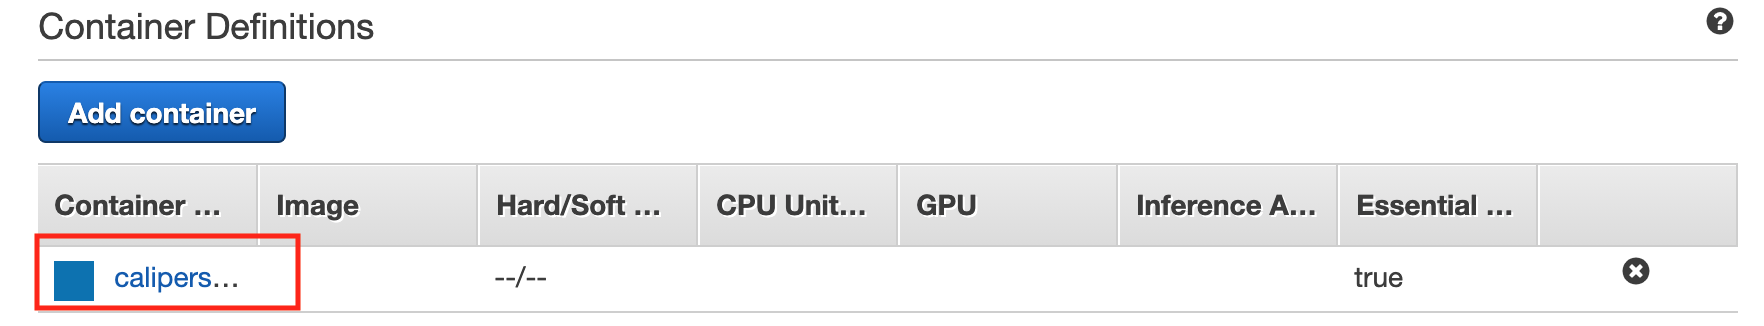 Container Definitions
Add container
Container ... Image Hard/Soft ... CPU Unit... GPU Inference A... Essential ...
calipers... --/-- true